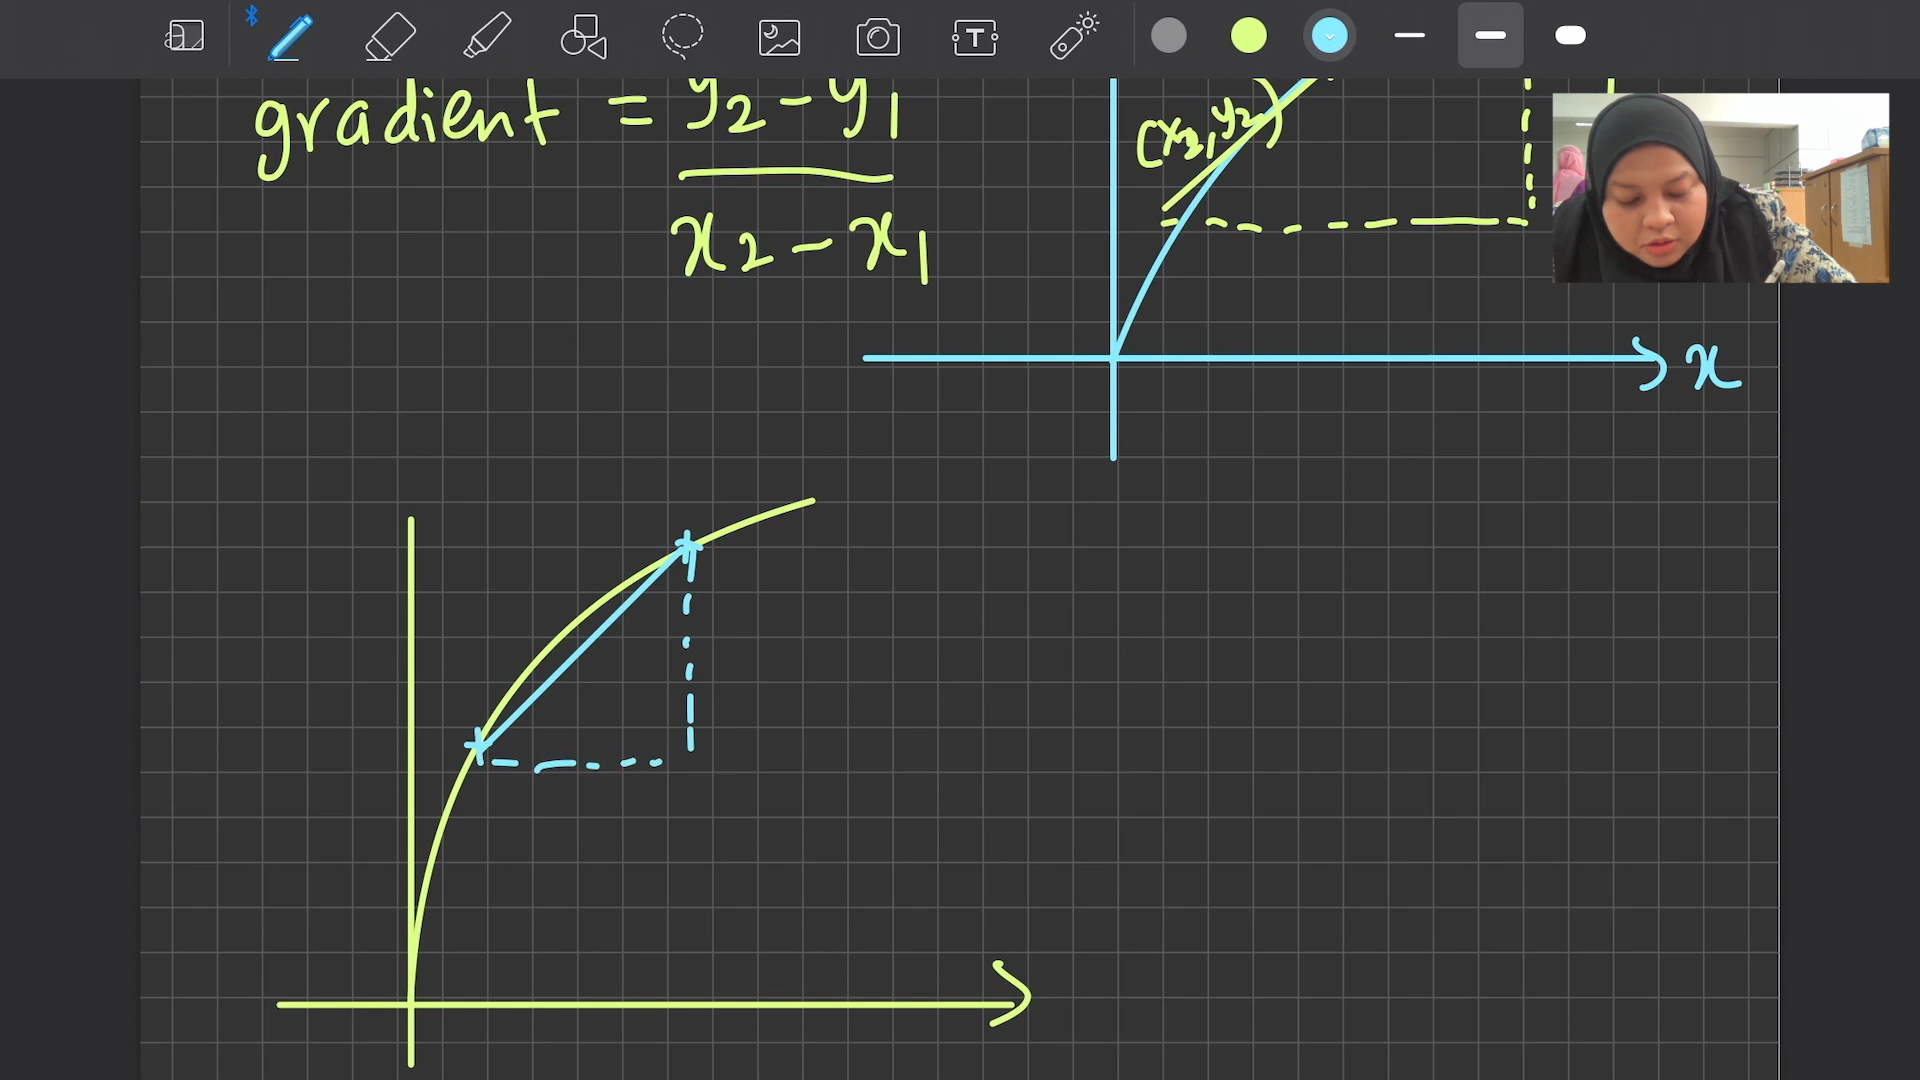 gradient = y2 - y1
x2 - x1
(x2, y2)
x
T